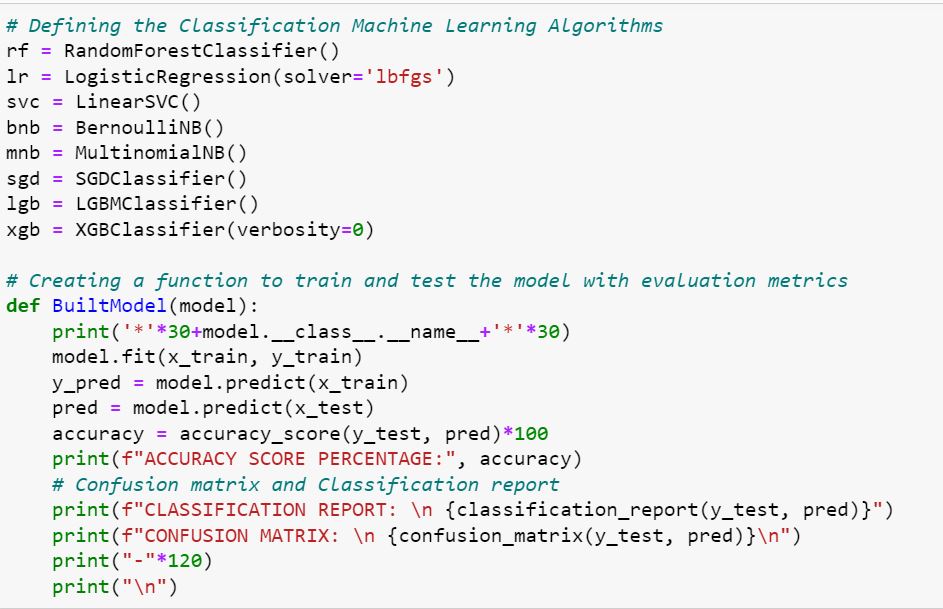 # Defining the Classification Machine Learning Algorithms
rf = RandomForestClassifier()
lr = LogisticRegression(solver='lbfgs')
svc = LinearSVC()
bnb = BernoulliNB()
mnb = MultinomialNB()
sgd = SGDClassifier()
lgb = LGBMClassifier()
xgb = XGBClassifier(verbosity=0)

# Creating a function to train and test the model with evaluation metrics
def BuiltModel(model):
    print('*'*30+model.__class__.__name__+'*'*30)
    model.fit(x_train, y_train)
    y_pred = model.predict(x_train)
    pred = model.predict(x_test)
    accuracy = accuracy_score(y_test, pred)*100
    print(f"ACCURACY SCORE PERCENTAGE:", accuracy)
    # Confusion matrix and Classification report
    print(f"CLASSIFICATION REPORT: \n {classification_report(y_test, pred)}")
    print(f"CONFUSION MATRIX: \n {confusion_matrix(y_test, pred)}\n")
    print("-"*120)
    print("\n")